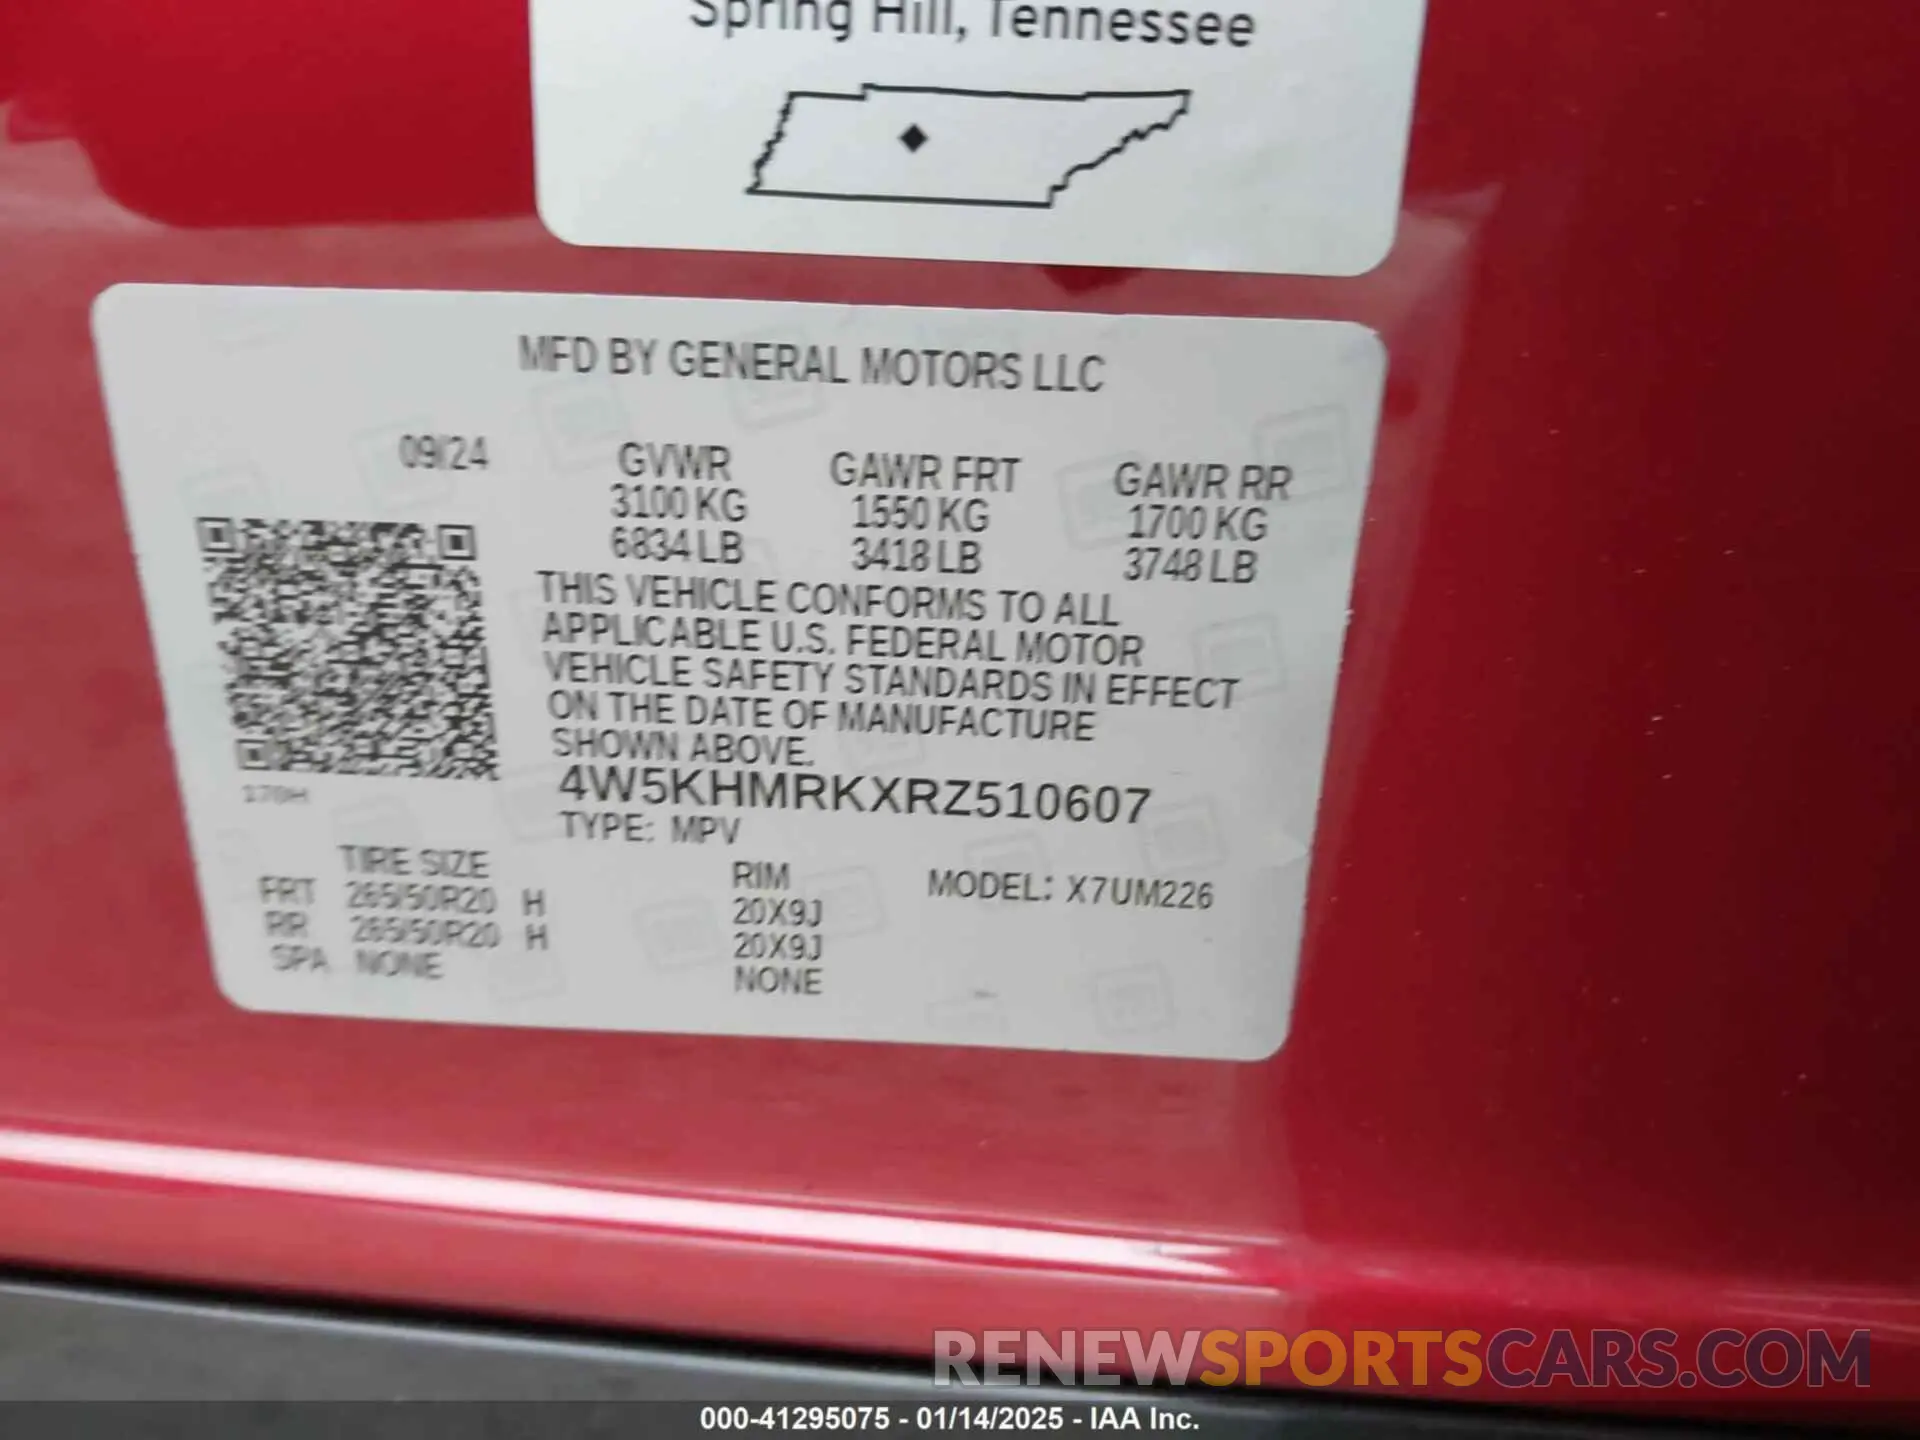 Spring Hill, Tennessee
MFD BY GENERAL MOTORS LLC
09/24 GVWR GAWR FRT GAWR RR
3100 KG 1550 KG 1700 KG
6834 LB 3418 LB 3748 LB
THIS VEHICLE CONFORMS TO ALL
APPLICABLE U.S. FEDERAL MOTOR
VEHICLE SAFETY STANDARDS IN EFFECT
ON THE DATE OF MANUFACTURE
SHOWN ABOVE.
4W5KHMRKXRZ510607
TYPE: MPV
TIRE SIZE RIM MODEL: X7UM226
FRT 265/50R20 H 20X9J
RR 265/50R20 H 20X9J
SPA NONE NONE
RENEWSPORTSCARS.COM
000-41295075 - 01/14/2025 - IAA Inc.